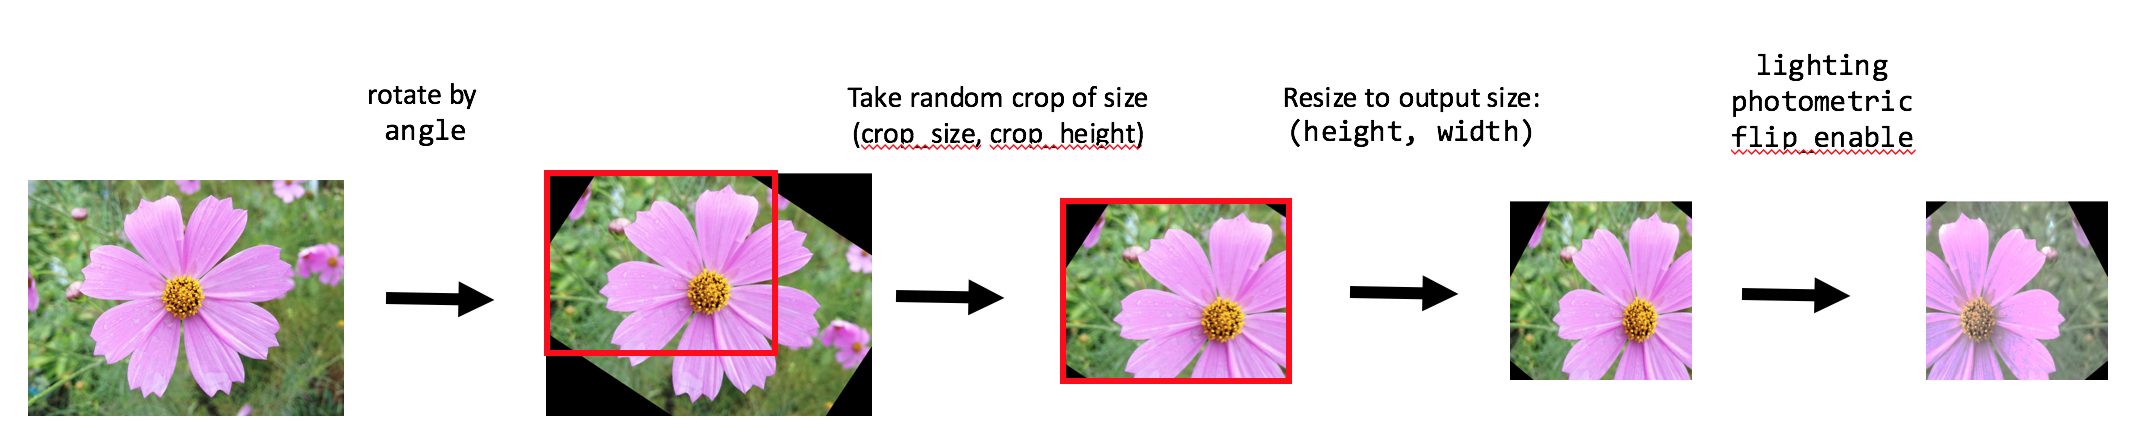 rotate by
angle
Take random crop of size
(crop_size, crop_height)
Resize to output size:
(height, width)
lighting
photometric
flip_enable